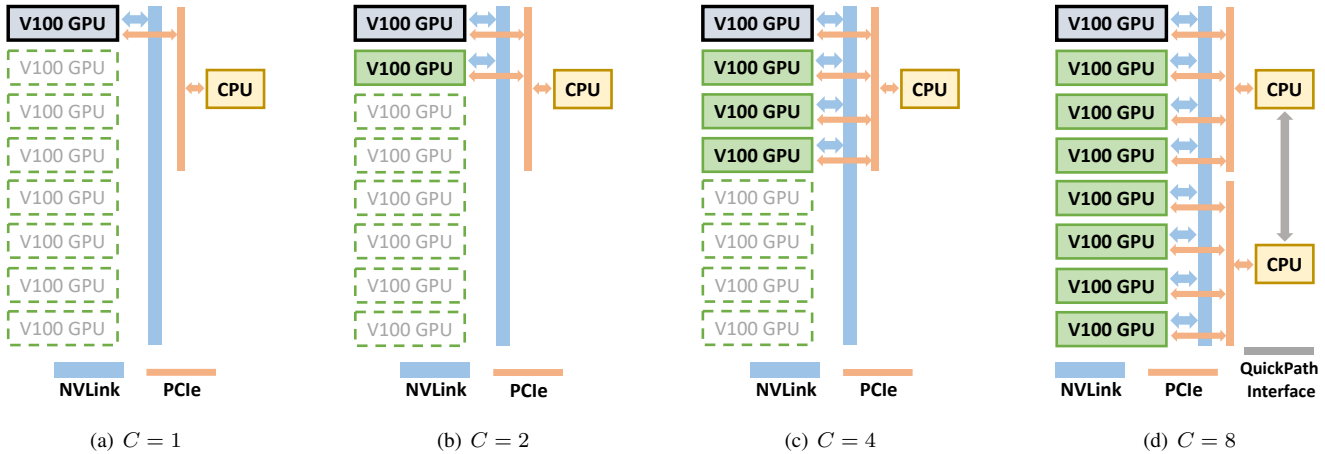 V100 GPU
V100 GPU
V100 GPU
V100 GPU
V100 GPU
V100 GPU
V100 GPU
V100 GPU
CPU
NVLink
PCIe
(a) C = 1
V100 GPU
V100 GPU
V100 GPU
V100 GPU
V100 GPU
V100 GPU
V100 GPU
V100 GPU
CPU
NVLink
PCIe
(b) C = 2
V100 GPU
V100 GPU
V100 GPU
V100 GPU
V100 GPU
V100 GPU
V100 GPU
V100 GPU
CPU
NVLink
PCIe
(c) C = 4
V100 GPU
V100 GPU
V100 GPU
V100 GPU
V100 GPU
V100 GPU
V100 GPU
V100 GPU
CPU
CPU
NVLink
PCIe
QuickPath
Interface
(d) C = 8